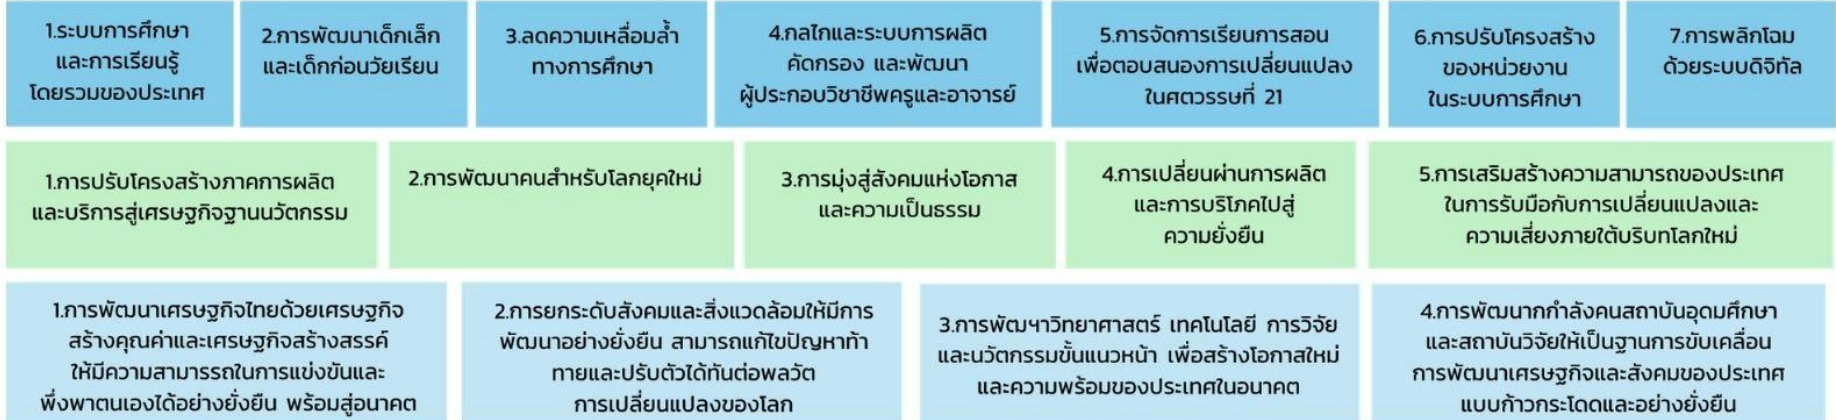 1.ระบบการศึกษา
และการเรียนรู้
โดยรวมของประเทศ
2.การพัฒนาเด็กเล็ก
และเด็กก่อนวัยเรียน
3.ลดความเหลื่อมล้ำ
ทางการศึกษา
4.กลไกและระบบการผลิต
คัดกรอง และพัฒนา
ผู้ประกอบวิชาชีพครูและอาจารย์
5.การจัดการเรียนการสอน
เพื่อตอบสนองการเปลี่ยนแปลง
ในศตวรรษที่ 21
6.การปรับโครงสร้าง
ของหน่วยงาน
ในระบบการศึกษา
7.การพลิกโฉม
ด้วยระบบดิจิทัล
1.การปรับโครงสร้างภาคการผลิต
และบริการสู่เศรษฐกิจฐานนวัตกรรม
2.การพัฒนาคนสำหรับโลกยุคใหม่
3.การมุ่งสู่สังคมแห่งโอกาส
และความเป็นธรรม
4.การเปลี่ยนผ่านการผลิต
และการบริโภคไปสู่
ความยั่งยืน
5.การเสริมสร้างความสามารถของประเทศ
ในการรับมือกับการเปลี่ยนแปลงและ
ความเสี่ยงภายใต้บริบทโลกใหม่
1.การพัฒนาเศรษฐกิจไทยด้วยเศรษฐกิจ
สร้างคุณค่าและเศรษฐกิจสร้างสรรค์
ให้มีความสามารรถในการแข่งขันและ
พึ่งพาตนเองได้อย่างยั่งยืน พร้อมสู่อนาคต
2.การยกระดับสังคมและสิ่งแวดล้อมให้มีการ
พัฒนาอย่างยั่งยืน สามารถแก้ไขปัญหาท้า
ทายและปรับตัวได้ทันต่อพลวัต
การเปลี่ยนแปลงของโลก
3.การพัฒฯาวิทยาศาสตร์ เทคโนโลยี การวิจัย
และนวัตกรรมขั้นแนวหน้า เพื่อสร้างโอกาสใหม่
และความพร้อมของประเทศในอนาคต
4.การพัฒนากกำลังคนสถาบันอุดมศึกษา
และสถาบันวิจัยให้เป็นฐานการขับเคลื่อน
การพัฒนาเศรษฐกิจและสังคมของประเทศ
แบบก้าวกระโดดและอย่างยั่งยืน